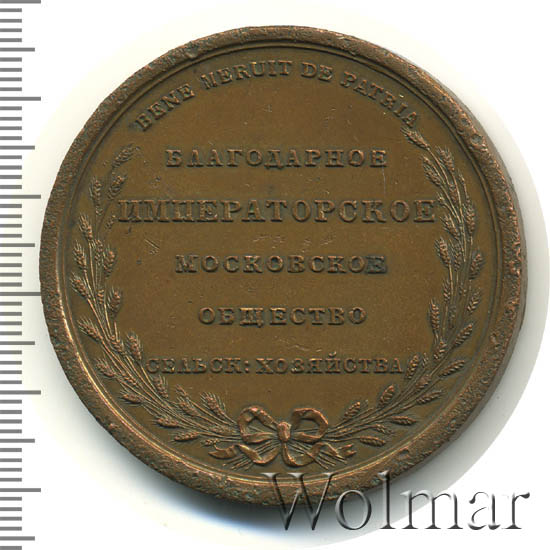 BENE MERUIT DE PATRIA
БЛАГОДАРНОЕ
ИМПЕРАТОРСКОЕ
МОСКОВСКОЕ
ОБЩЕСТВО
СЕЛЬСК: ХОЗЯЙСТВА
Wolmar